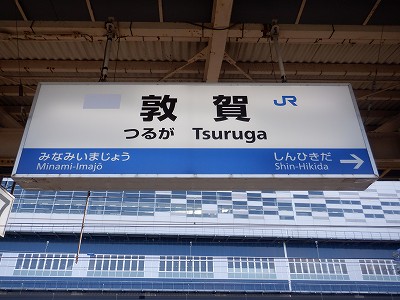 敦賀 JR
つるが Tsuruga
みなみいまじょう しんひきだ
Minami-Imajō Shin-Hikida